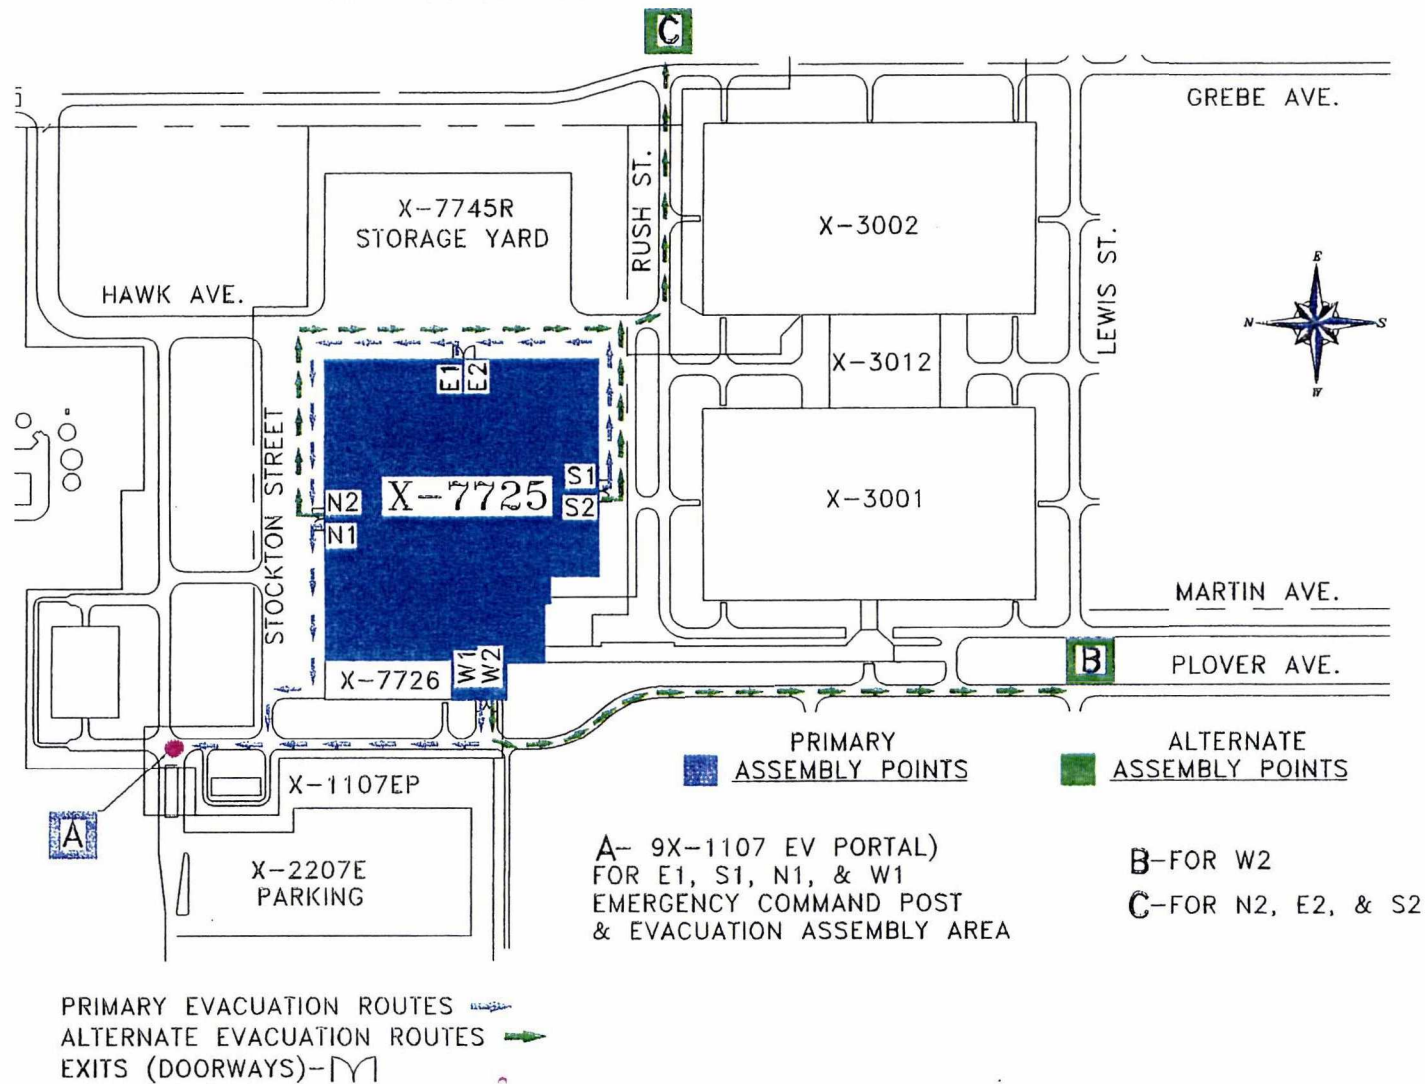 C
GREBE AVE.
RUSH ST.
X-7745R
STORAGE YARD
X-3002
LEWIS ST.
HAWK AVE.
E
N
S
W
E1
E2
X-3012
STOCKTON STREET
S1
S2
X-7725
N2
N1
X-3001
MARTIN AVE.
X-7726
W1
W2
B
PLOVER AVE.
PRIMARY
ASSEMBLY POINTS
ALTERNATE
ASSEMBLY POINTS
X-1107EP
A
X-2207E
PARKING
A- 9X-1107 EV PORTAL)
FOR E1, S1, N1, & W1
EMERGENCY COMMAND POST
& EVACUATION ASSEMBLY AREA
B-FOR W2
C-FOR N2, E2, & S2
PRIMARY EVACUATION ROUTES
ALTERNATE EVACUATION ROUTES
EXITS (DOORWAYS)-